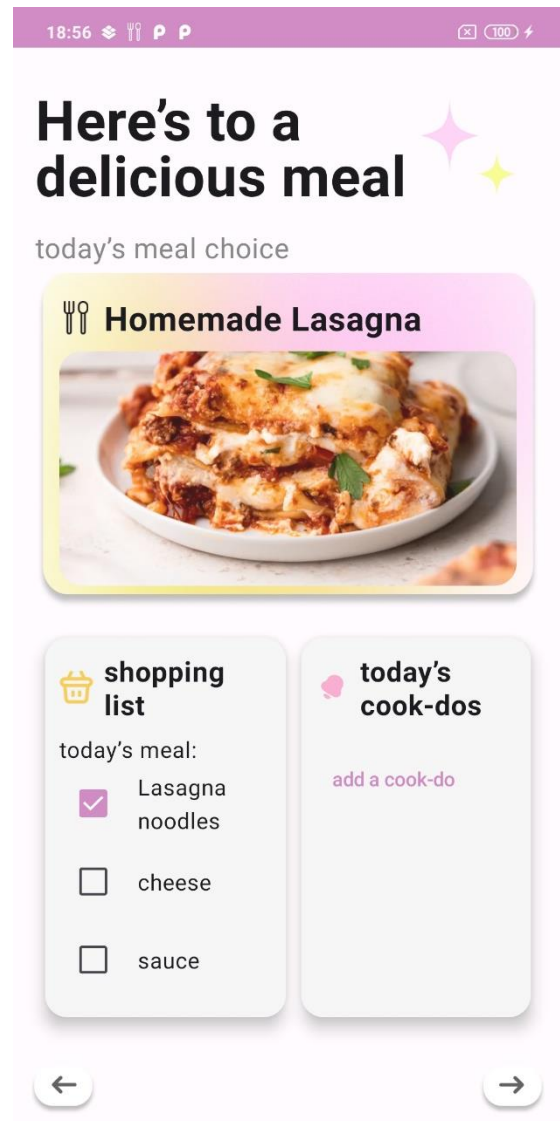 18:56
100
Here's to a
delicious meal
today's meal choice
Homemade Lasagna
shopping
list
today's meal:
Lasagna
noodles
cheese
sauce
today's
cook-dos
add a cook-do